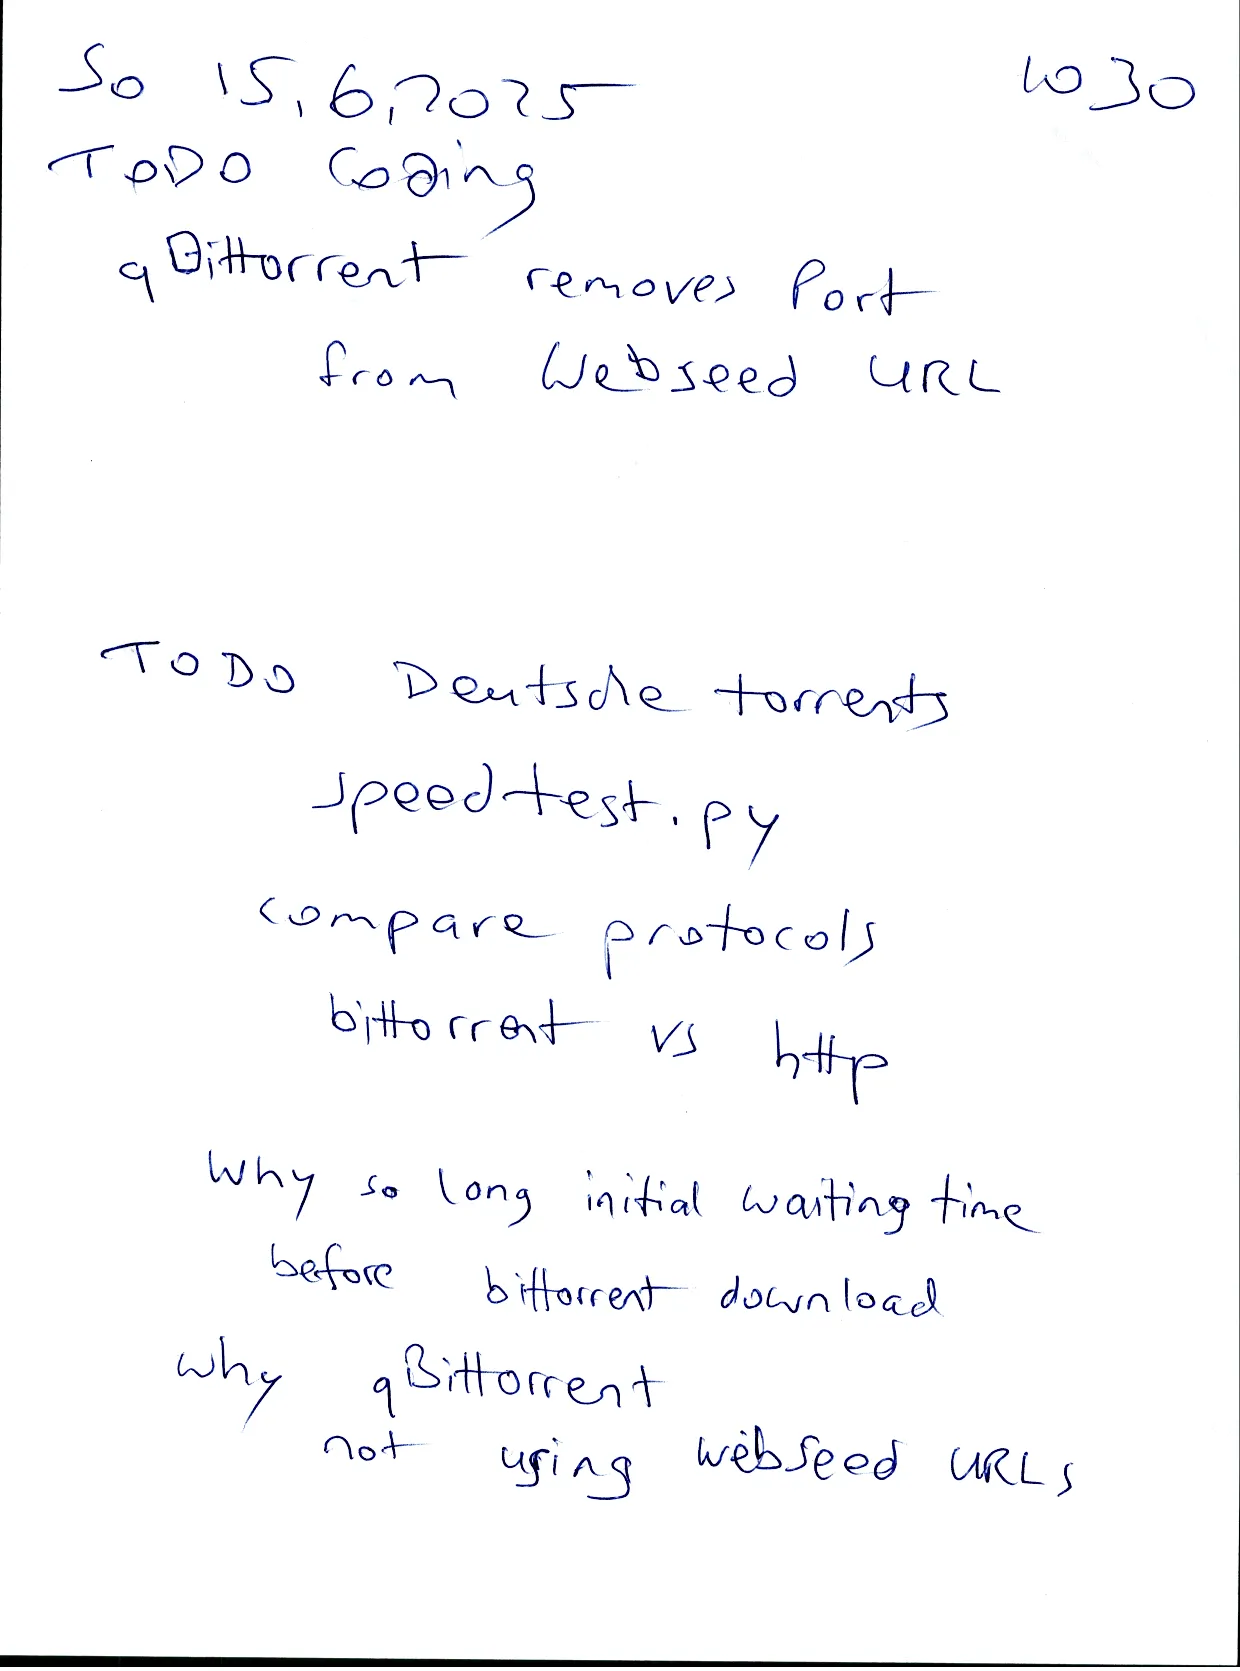 So 15.6.2025 1030
TODO Coding
qBittorrent removes Port
from Webseed URL
TODO Deutsche torrents
speedtest.py
compare protocols
bittorrent vs http
why so long initial waiting time
before bittorrent download
why qBittorrent
not using webseed URLs